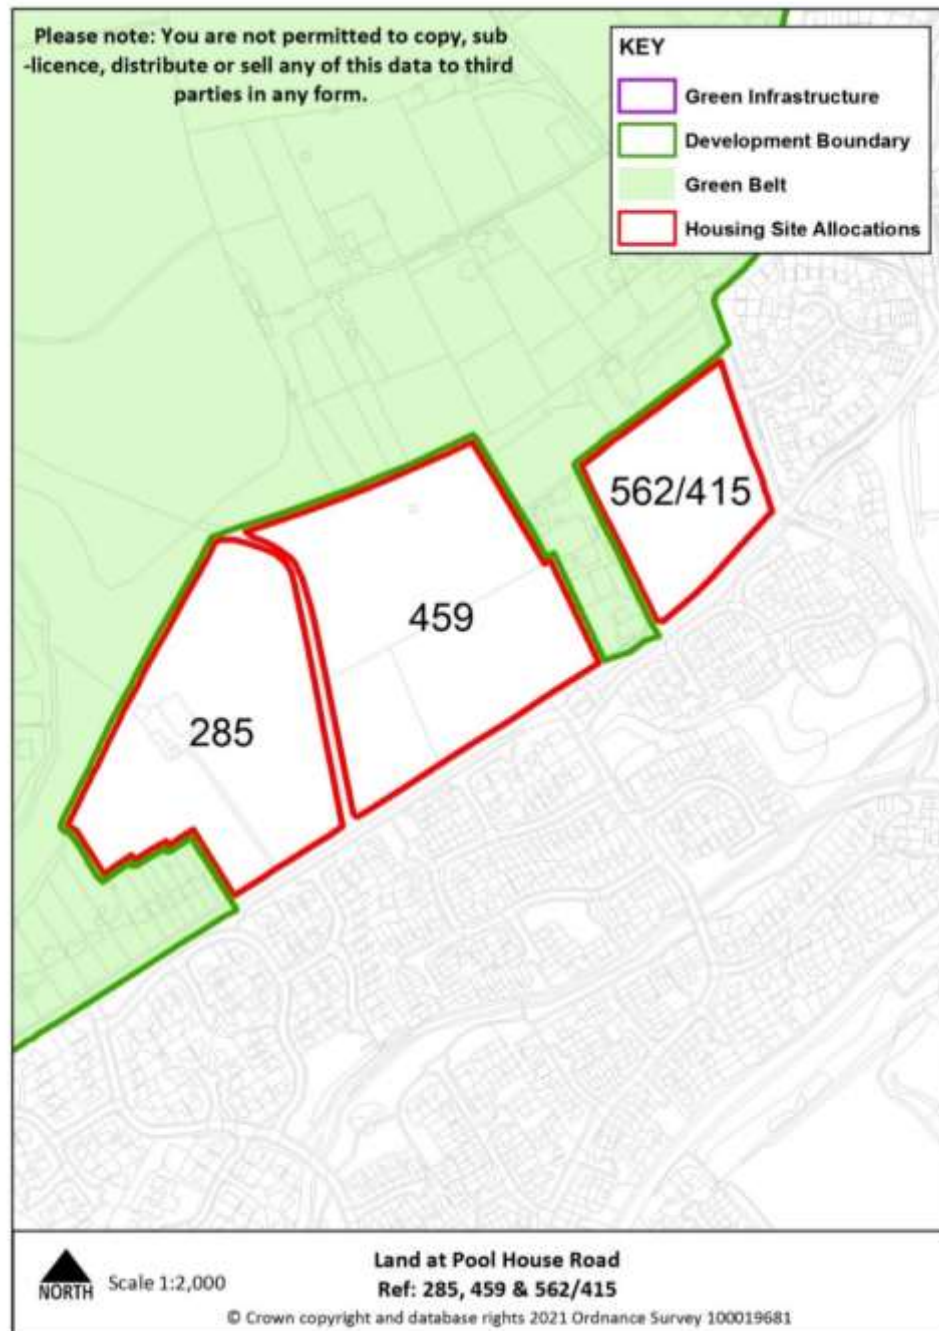 Please note: You are not permitted to copy, sub
-licence, distribute or sell any of this data to third
parties in any form.
KEY
Green Infrastructure
Development Boundary
Green Belt
Housing Site Allocations
562/415
459
285
NORTH
Scale 1:2,000
Land at Pool House Road
Ref: 285, 459 & 562/415
© Crown copyright and database rights 2021 Ordnance Survey 100019681